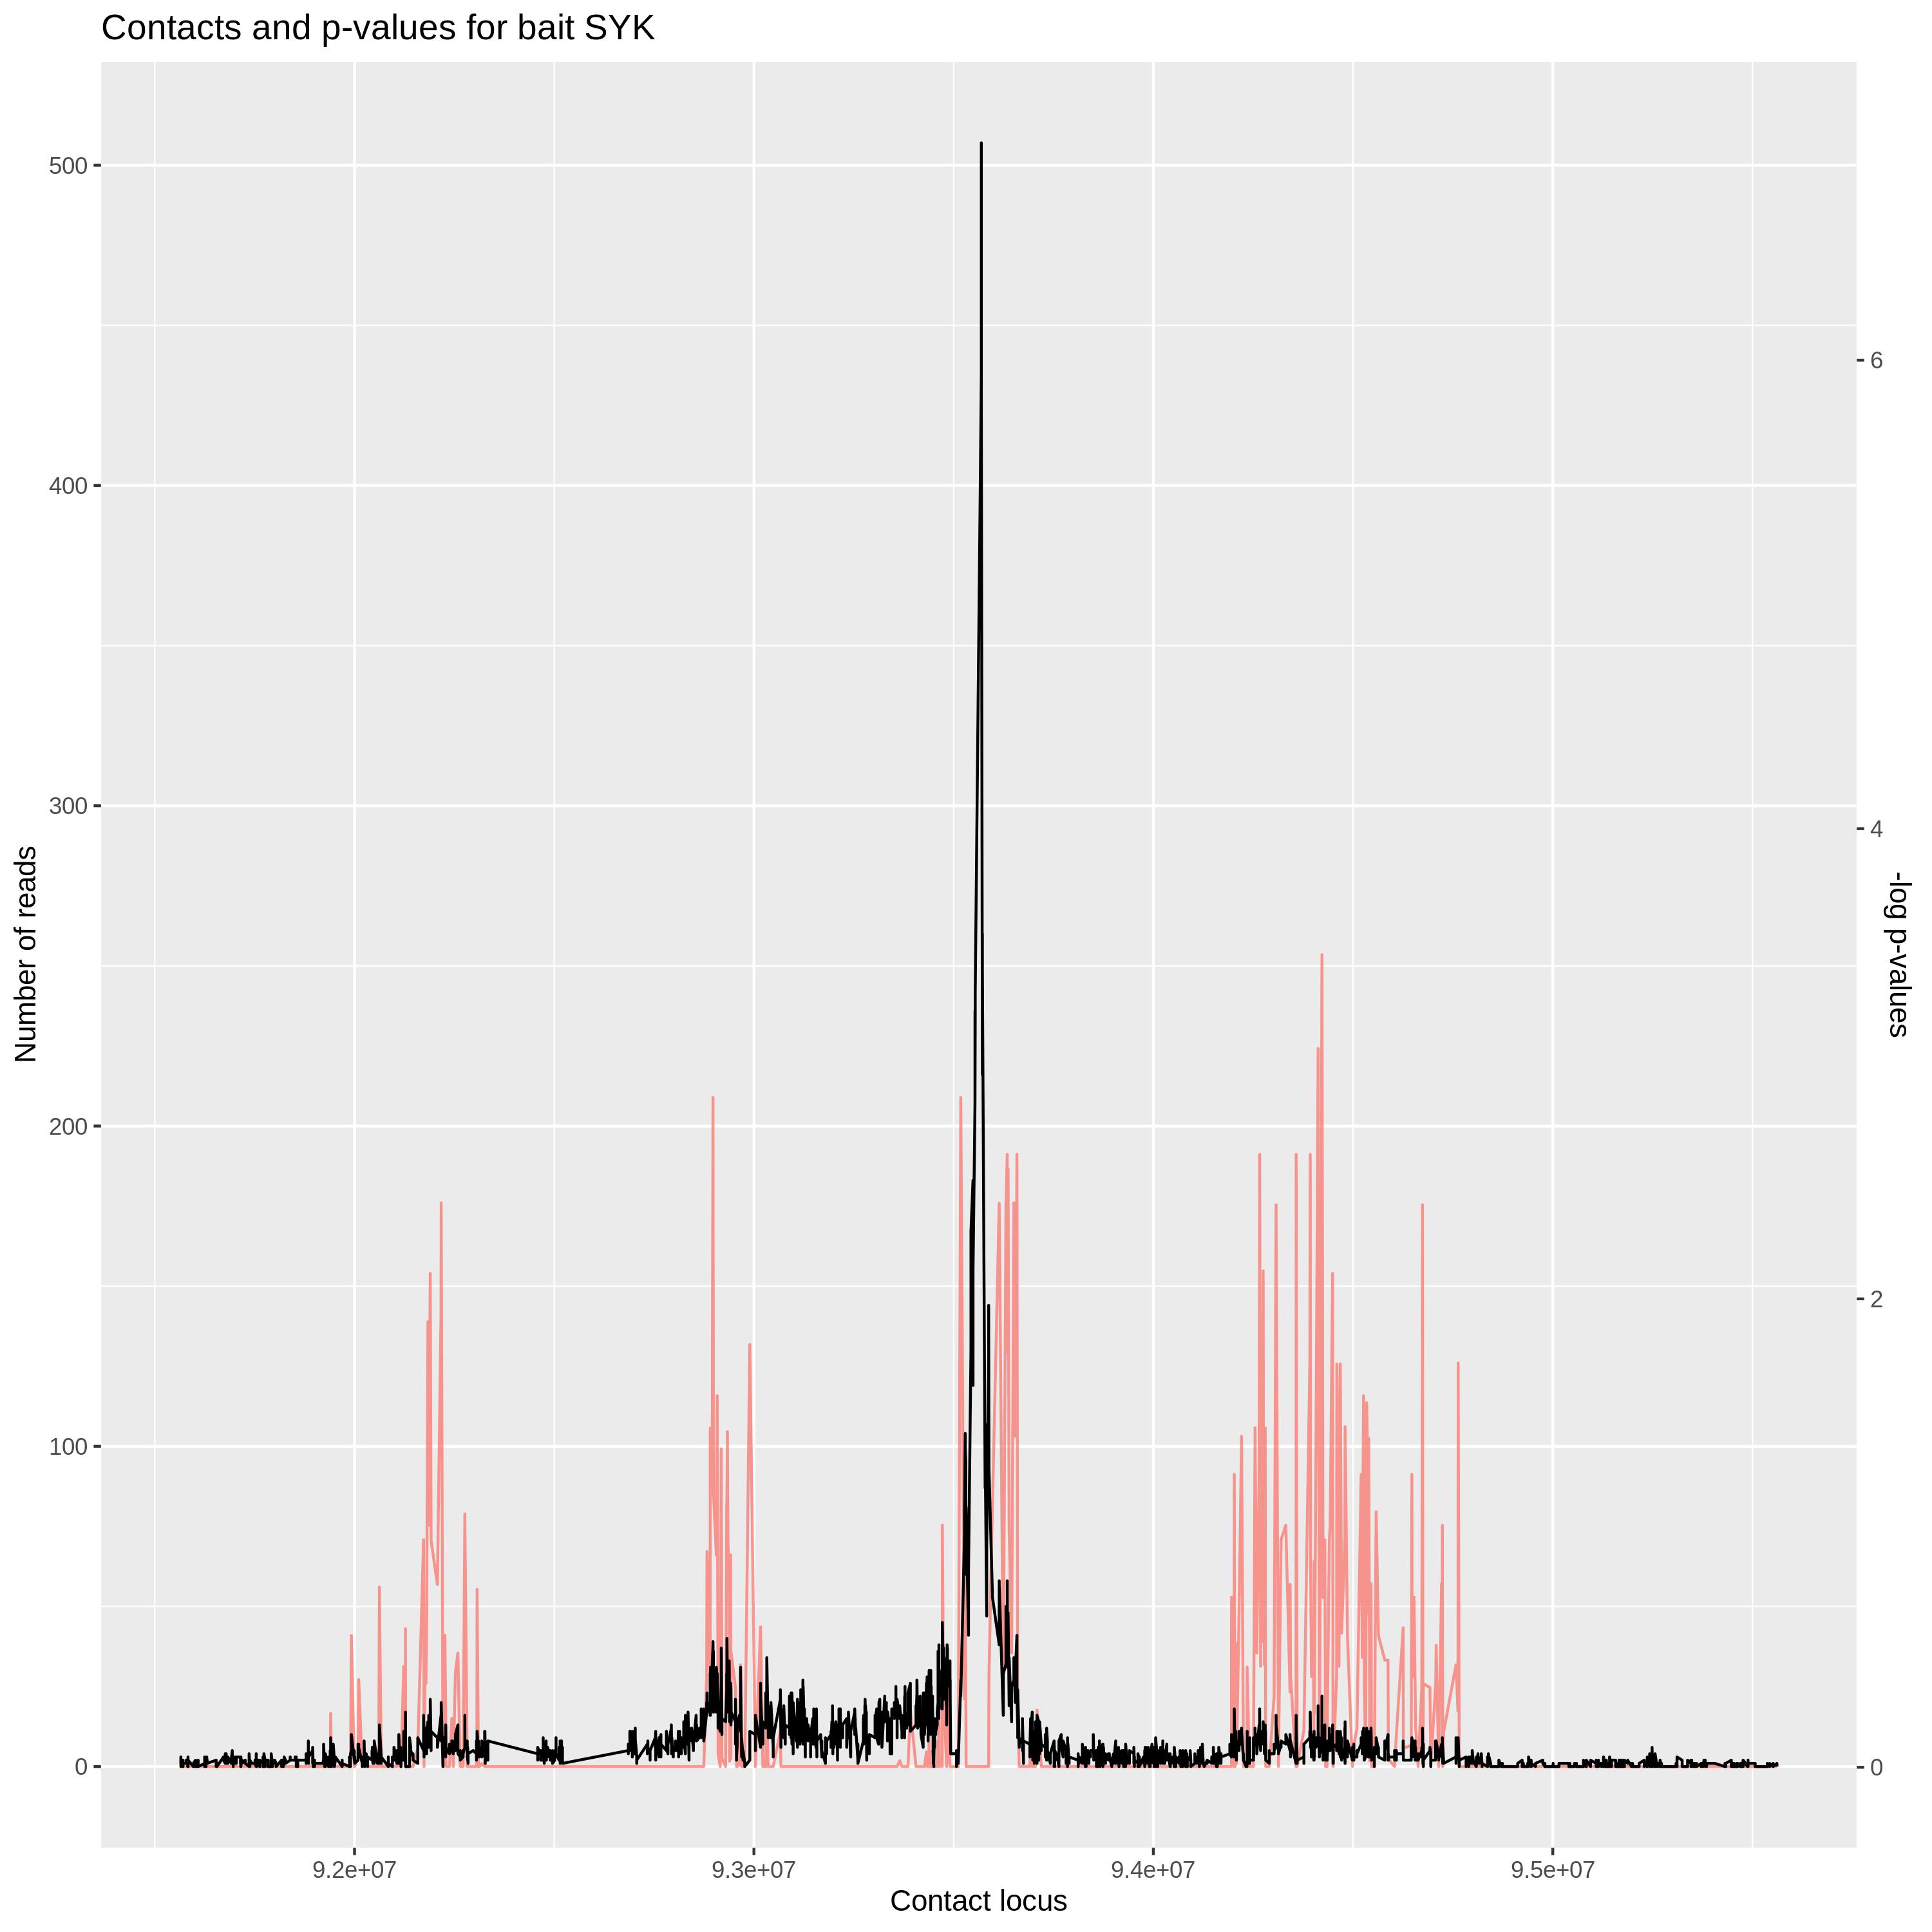 Contacts and p-values for bait SYK
500
400
300
200
100
0
Number of reads
6
4
2
0
-log p-values
9.2e+07
9.3e+07
9.4e+07
9.5e+07
Contact locus